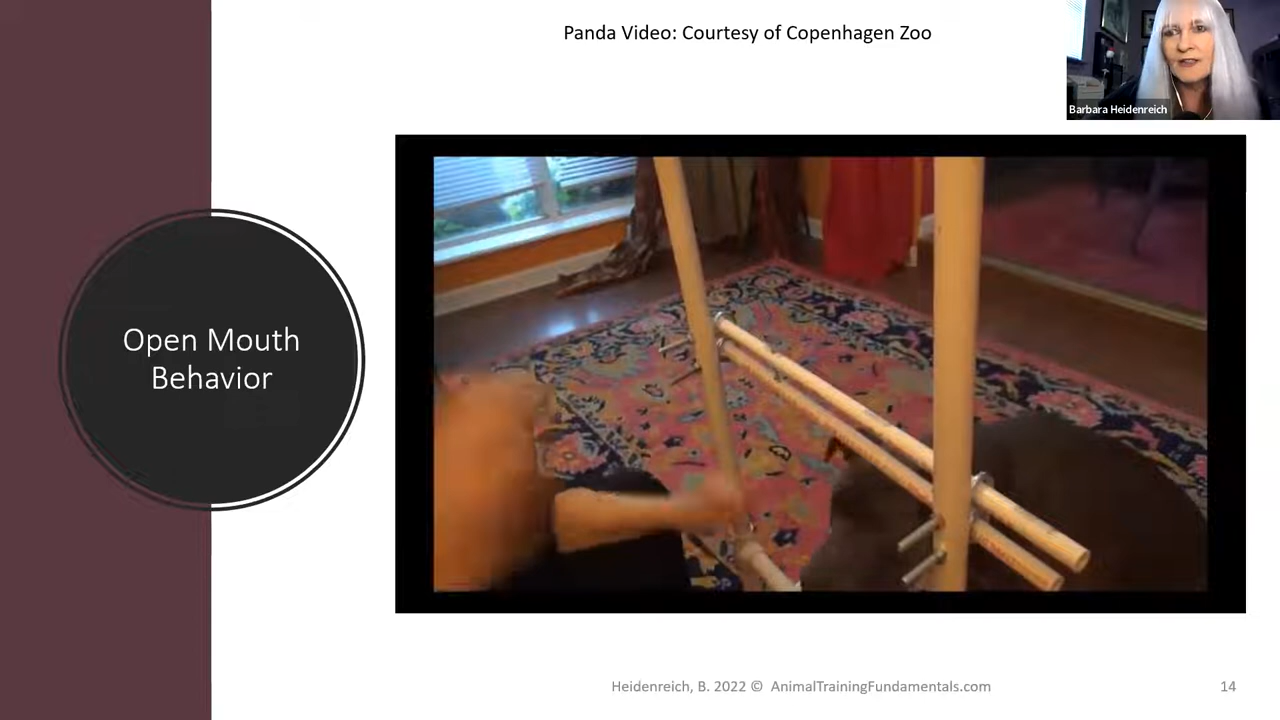 Panda Video: Courtesy of Copenhagen Zoo
Barbara Heidenreich
Open Mouth
Behavior
Heidenreich, B. 2022 © AnimalTrainingFundamentals.com
14